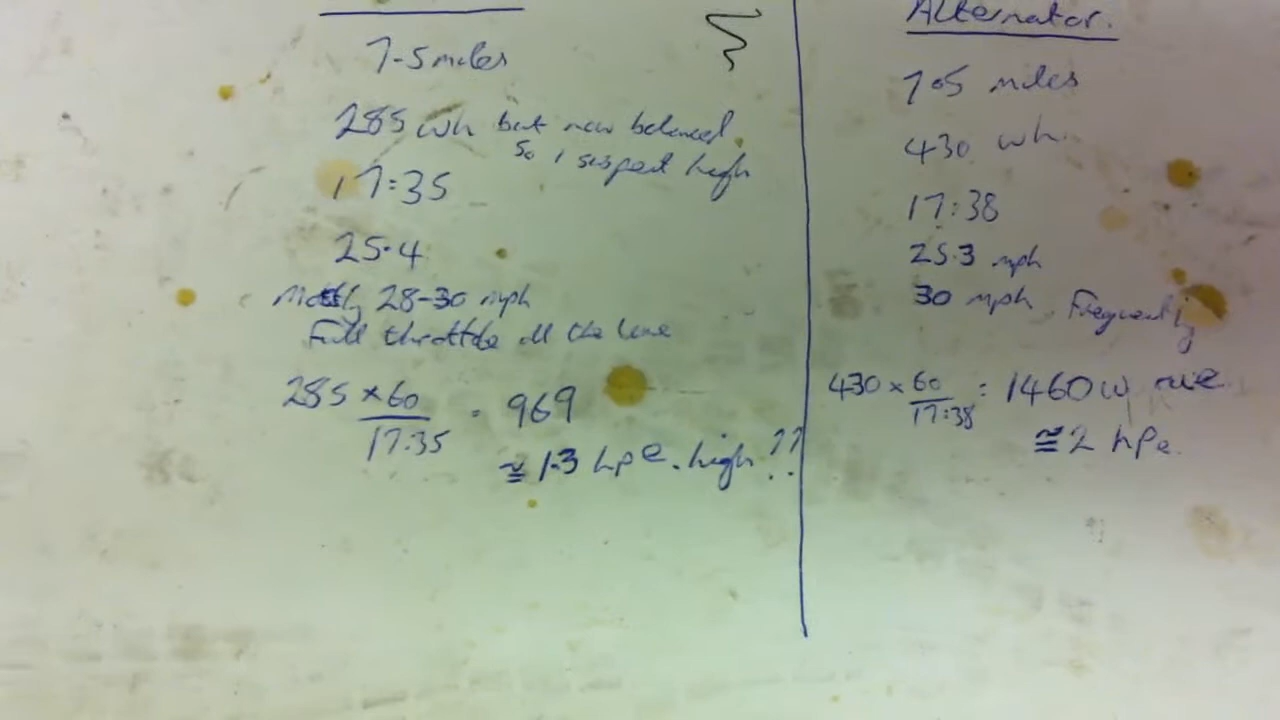 7.5 miles
285 wh but now balanced
so I suspect high
17:35
25.4
Mostly 28-30 mph
Full throttle all the time
285 × 60
17.35
= 969
≅ 1.3 hpe. high ??
Alternator.
7.5 miles
430 wh.
17:38
25.3 mph
30 mph. Frequently
430 × 60
17:38
= 1460 w ave
≅ 2 hpe.